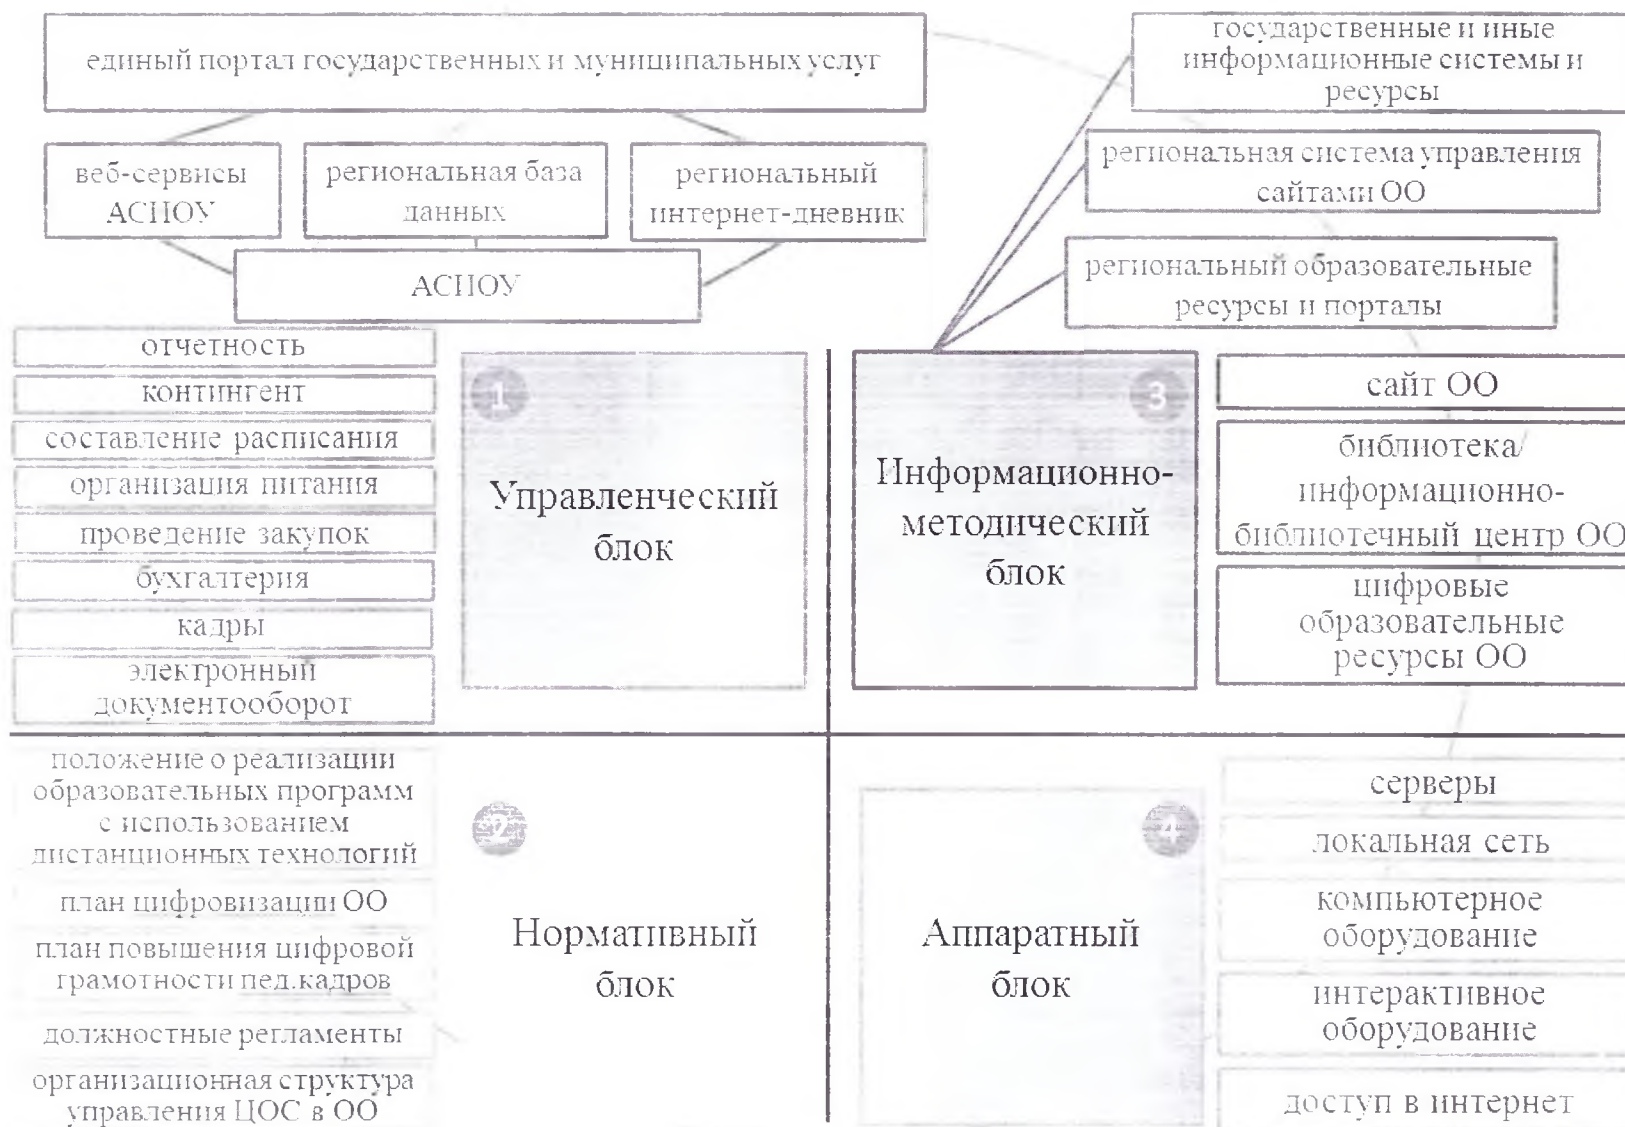 единый портал государственных и муниципальных услуг
веб-сервисы
АСИОУ
региональная база
данных
региональный
интернет-дневник
АСИОУ
государственные и иные
информационные системы и
ресурсы
региональная система управления
сайтами ОО
региональный образовательные
ресурсы и порталы
отчетность
контингент
составление расписания
организация питания
проведение закупок
бухгалтерия
кадры
электронный
документооборот
1
Управленческий
блок
3
Информационно-
методический
блок
сайт ОО
библиотека/
информационно-
библиотечный центр ОО
цифровые
образовательные
ресурсы ОО
положение о реализации
образовательных программ
с использованием
дистанционных технологий
план цифровизации ОО
план повышения цифровой
грамотности пед.кадров
должностные регламенты
организационная структура
управления ЦОС в ОО
2
Нормативный
блок
4
Аппаратный
блок
серверы
локальная сеть
компьютерное
оборудование
интерактивное
оборудование
доступ в интернет